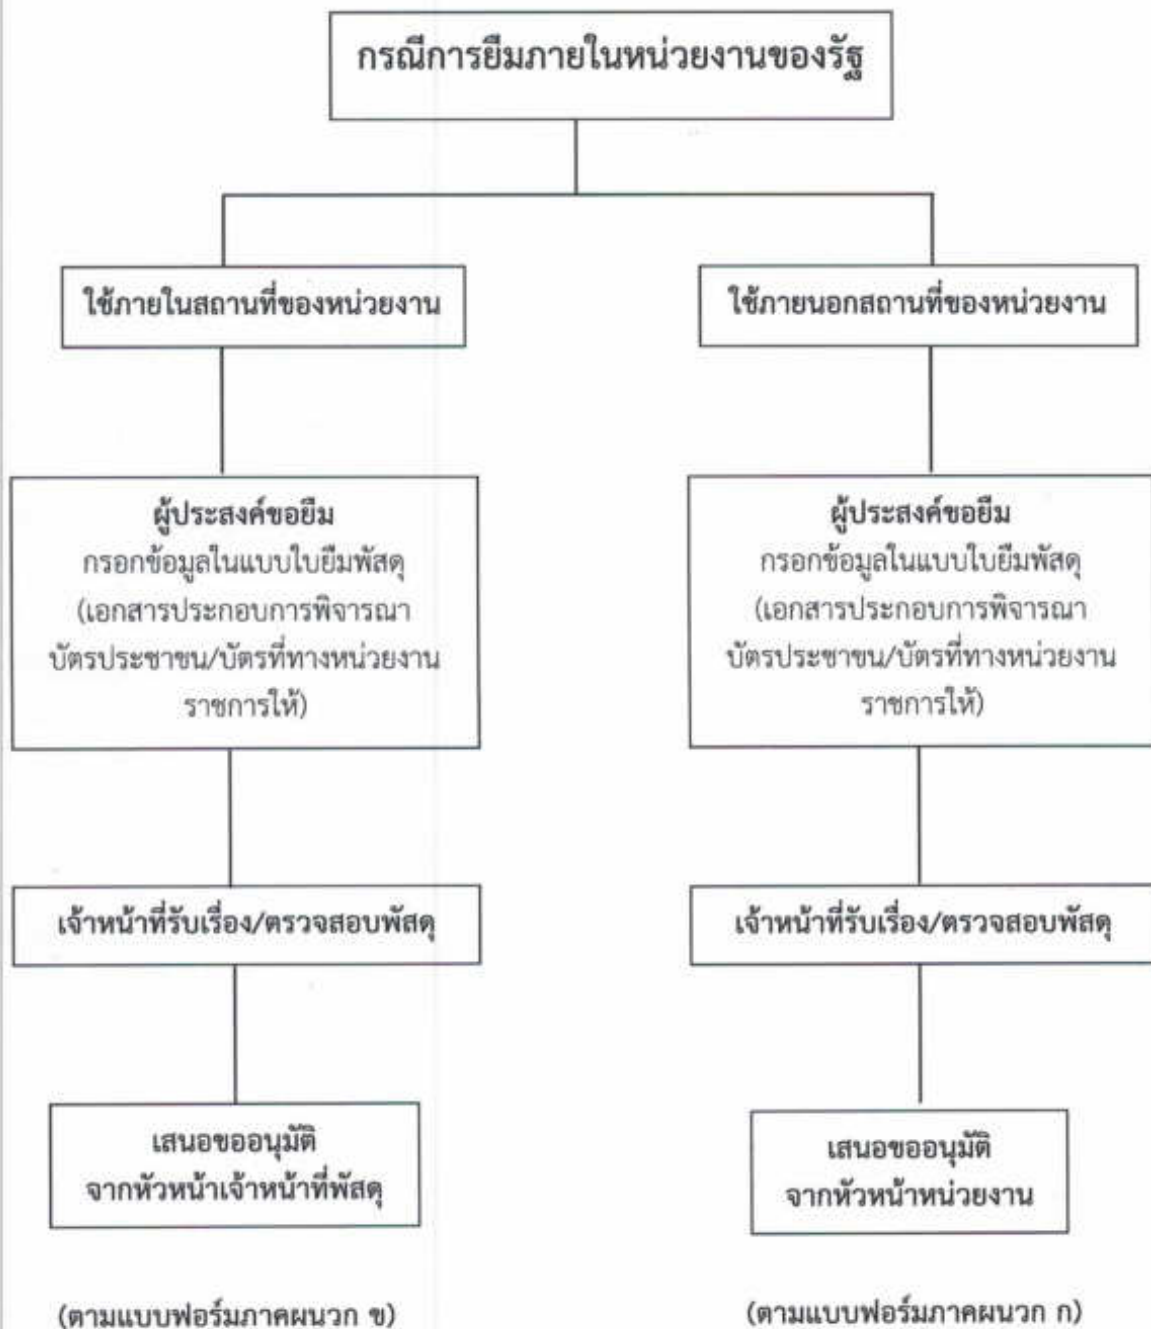 กรณีการยืมภายในหน่วยงานของรัฐ
ใช้ภายในสถานที่ของหน่วยงาน
ใช้ภายนอกสถานที่ของหน่วยงาน
ผู้ประสงค์ขอยืม
กรอกข้อมูลในแบบใบยืมพัสดุ
(เอกสารประกอบการพิจารณา
บัตรประชาชน/บัตรที่ทางหน่วยงาน
ราชการให้)
ผู้ประสงค์ขอยืม
กรอกข้อมูลในแบบใบยืมพัสดุ
(เอกสารประกอบการพิจารณา
บัตรประชาชน/บัตรที่ทางหน่วยงาน
ราชการให้)
เจ้าหน้าที่รับเรื่อง/ตรวจสอบพัสดุ
เจ้าหน้าที่รับเรื่อง/ตรวจสอบพัสดุ
เสนอขออนุมัติ
จากหัวหน้าเจ้าหน้าที่พัสดุ
เสนอขออนุมัติ
จากหัวหน้าหน่วยงาน
(ตามแบบฟอร์มภาคผนวก ข)
(ตามแบบฟอร์มภาคผนวก ก)